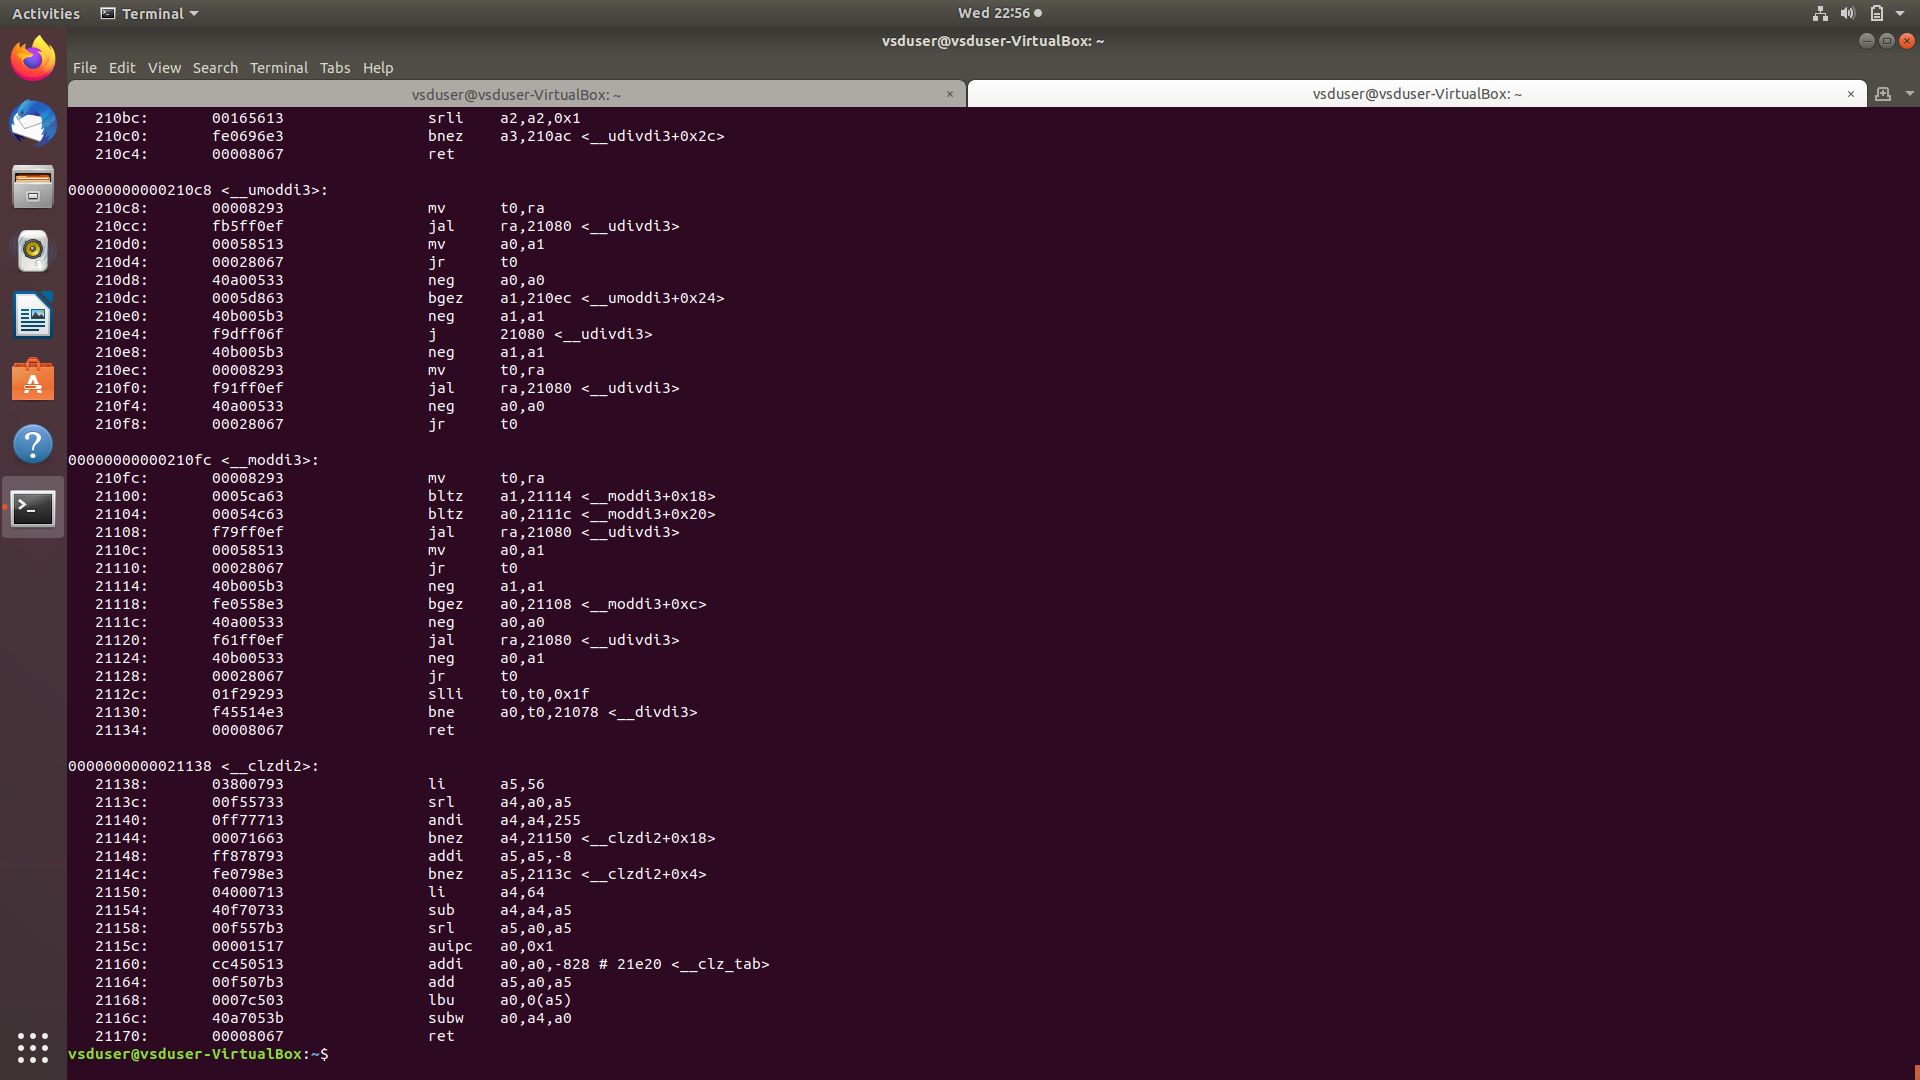 Activities Terminal Wed 22:56
vsduser@vsduser-VirtualBox: ~
File Edit View Search Terminal Tabs Help
vsduser@vsduser-VirtualBox: ~ × vsduser@vsduser-VirtualBox: ~ ×
210bc: 00165613 srli a2,a2,0x1
210c0: fe0696e3 bnez a3,210ac <__udivdi3+0x2c>
210c4: 00008067 ret
00000000000210c8 <__umoddi3>:
210c8: 00008293 mv t0,ra
210cc: fb5ff0ef jal ra,21080 <__udivdi3>
210d0: 00058513 mv a0,a1
210d4: 00028067 jr t0
210d8: 40a00533 neg a0,a0
210dc: 0005d863 bgez a1,210ec <__umoddi3+0x24>
210e0: 40b005b3 neg a1,a1
210e4: f9dff06f j 21080 <__udivdi3>
210e8: 40b005b3 neg a1,a1
210ec: 00008293 mv t0,ra
210f0: f91ff0ef jal ra,21080 <__udivdi3>
210f4: 40a00533 neg a0,a0
210f8: 00028067 jr t0
00000000000210fc <__moddi3>:
210fc: 00008293 mv t0,ra
21100: 0005ca63 bltz a1,21114 <__moddi3+0x18>
21104: 00054c63 bltz a0,2111c <__moddi3+0x20>
21108: f79ff0ef jal ra,21080 <__udivdi3>
2110c: 00058513 mv a0,a1
21110: 00028067 jr t0
21114: 40b005b3 neg a1,a1
21118: fe0558e3 bgez a0,21108 <__moddi3+0xc>
2111c: 40a00533 neg a0,a0
21120: f61ff0ef jal ra,21080 <__udivdi3>
21124: 40b00533 neg a0,a1
21128: 00028067 jr t0
2112c: 01f29293 slli t0,t0,0x1f
21130: f45514e3 bne a0,t0,21078 <__divdi3>
21134: 00008067 ret
0000000000021138 <__clzdi2>:
21138: 03800793 li a5,56
2113c: 00f55733 srl a4,a0,a5
21140: 0ff77713 andi a4,a4,255
21144: 00071663 bnez a4,21150 <__clzdi2+0x18>
21148: ff878793 addi a5,a5,-8
2114c: fe0798e3 bnez a5,2113c <__clzdi2+0x4>
21150: 04000713 li a4,64
21154: 40f70733 sub a4,a4,a5
21158: 00f557b3 srl a5,a0,a5
2115c: 00001517 auipc a0,0x1
21160: cc450513 addi a0,a0,-828 # 21e20 <__clz_tab>
21164: 00f507b3 add a5,a0,a5
21168: 0007c503 lbu a0,0(a5)
2116c: 40a7053b subw a0,a4,a0
21170: 00008067 ret
vsduser@vsduser-VirtualBox:~$